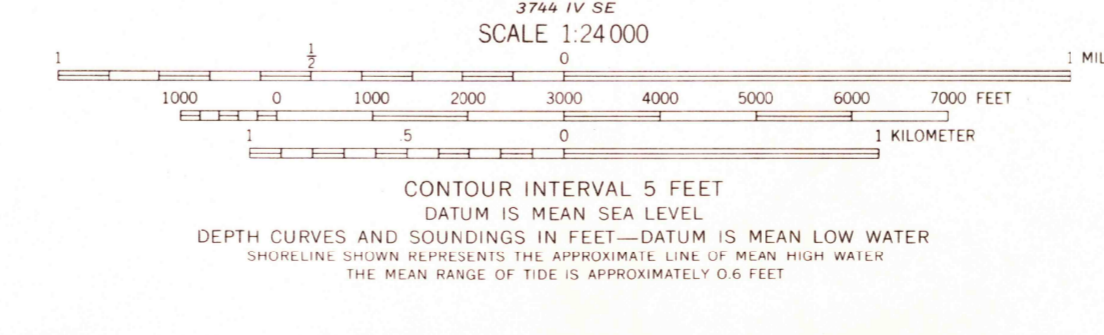 3744 IV SE
SCALE 1:24000
1 ½ 0 1 MIL
1000 0 1000 2000 3000 4000 5000 6000 7000 FEET
1 .5 0 1 KILOMETER
CONTOUR INTERVAL 5 FEET
DATUM IS MEAN SEA LEVEL
DEPTH CURVES AND SOUNDINGS IN FEET—DATUM IS MEAN LOW WATER
SHORELINE SHOWN REPRESENTS THE APPROXIMATE LINE OF MEAN HIGH WATER
THE MEAN RANGE OF TIDE IS APPROXIMATELY 0.6 FEET